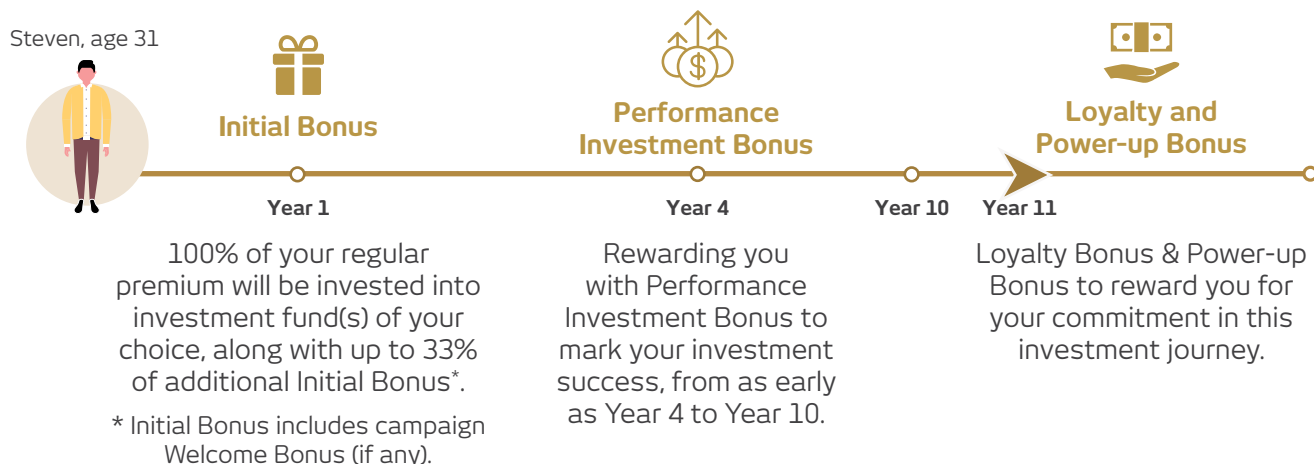 Steven, age 31
Initial Bonus
Performance
Investment Bonus
Loyalty and
Power-up Bonus
Year 1
Year 4
Year 10
Year 11
100% of your regular
premium will be invested into
investment fund(s) of your
choice, along with up to 33%
of additional Initial Bonus*.
* Initial Bonus includes campaign
Welcome Bonus (if any).
Rewarding you
with Performance
Investment Bonus to
mark your investment
success, from as early
as Year 4 to Year 10.
Loyalty Bonus & Power-up
Bonus to reward you for
your commitment in this
investment journey.